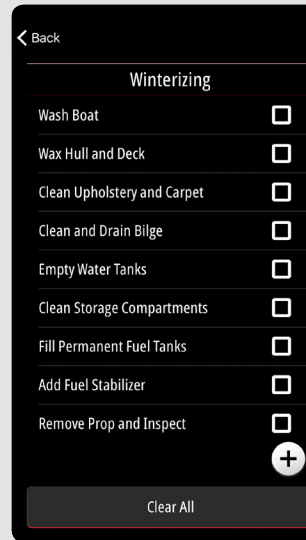 Back
Winterizing
Wash Boat
Wax Hull and Deck
Clean Upholstery and Carpet
Clean and Drain Bilge
Empty Water Tanks
Clean Storage Compartments
Fill Permanent Fuel Tanks
Add Fuel Stabilizer
Remove Prop and Inspect
Clear All